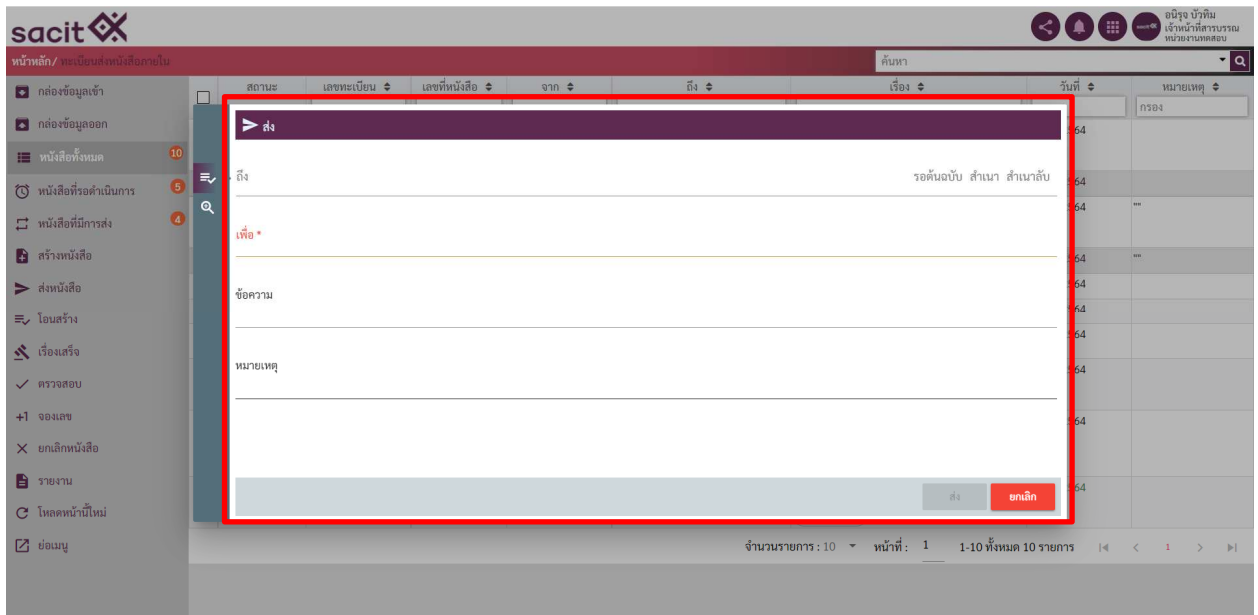 sacit
อนิรุจ บัวทิม
เจ้าหน้าที่สารบรรณ
หน่วยงานทดสอบ
หน้าหลัก/ ทะเบียนส่งหนังสือภายใน
ค้นหา
กล่องข้อมูลเข้า
กล่องข้อมูลออก
หนังสือทั้งหมด 10
หนังสือที่รอดำเนินการ 5
หนังสือที่มีการส่ง 4
สร้างหนังสือ
ส่งหนังสือ
โอนสร้าง
เรื่องเสร็จ
ตรวจสอบ
+1 จองเลข
ยกเลิกหนังสือ
รายงาน
โหลดหน้านี้ใหม่
ย่อเมนู
สถานะ เลขทะเบียน เลขที่หนังสือ จาก ถึง เรื่อง วันที่ หมายเหตุ
กรอง
ส่ง
ถึง รอต้นฉบับ สำเนา สำเนาลับ
เพื่อ *
ข้อความ
หมายเหตุ
ส่ง ยกเลิก
64
64
64 ""
64 ""
64
64
64
64
64
64
จำนวนรายการ : 10 หน้าที่ : 1 1-10 ทั้งหมด 10 รายการ |< < 1 > >|